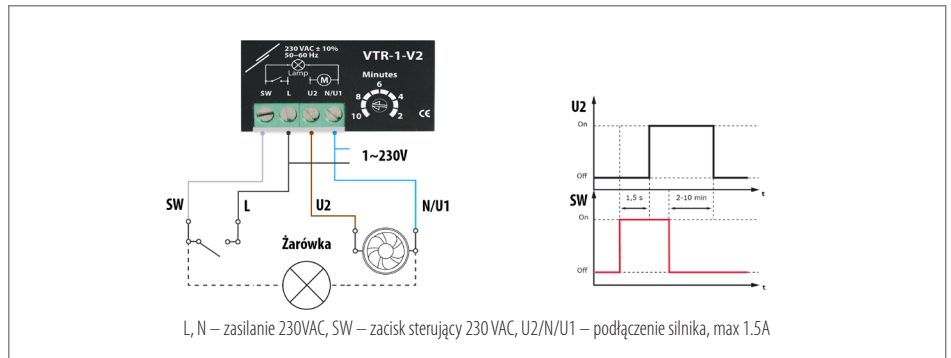 230 VAC ± 10%
50–60 Hz
VTR-1-V2
Lamp
M
Minutes
6
8 4
10 2
SW L U2 N/U1
CE
1~230V
SW L U2 N/U1
Żarówka
U2
On
Off
t
SW
1,5 s 2-10 min
On
Off
t
L, N – zasilanie 230VAC, SW – zacisk sterujący 230 VAC, U2/N/U1 – podłączenie silnika, max 1.5A